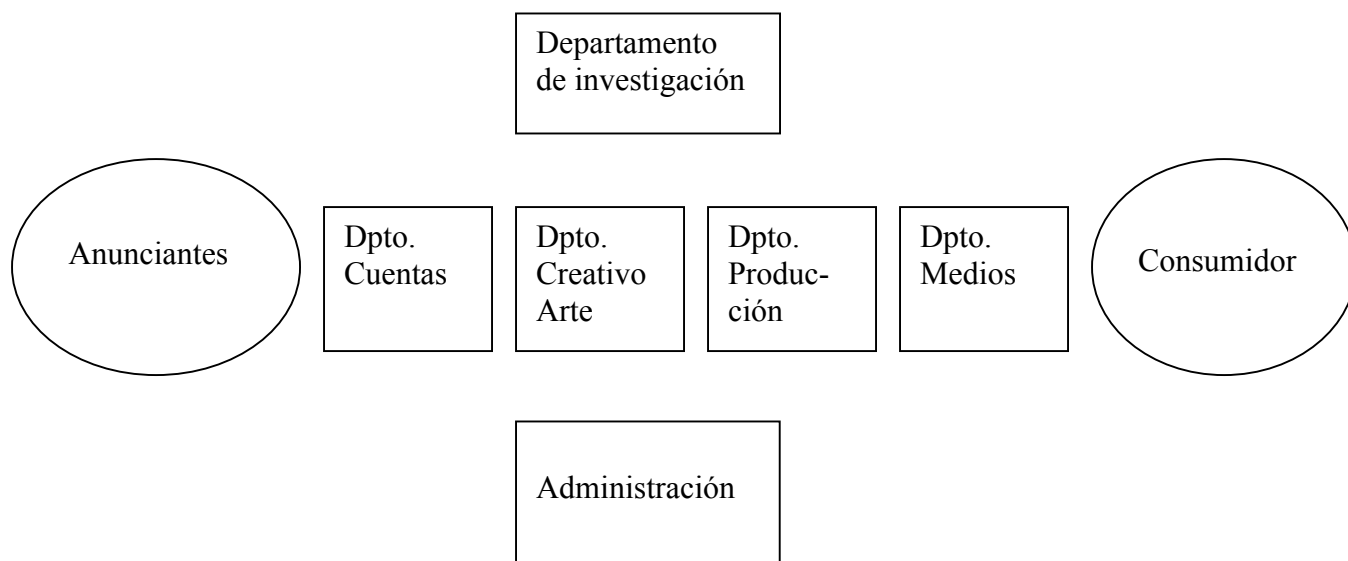 Departamento
de investigación
Anunciantes
Dpto.
Cuentas
Dpto.
Creativo
Arte
Dpto.
Produc-
ción
Dpto.
Medios
Consumidor
Administración